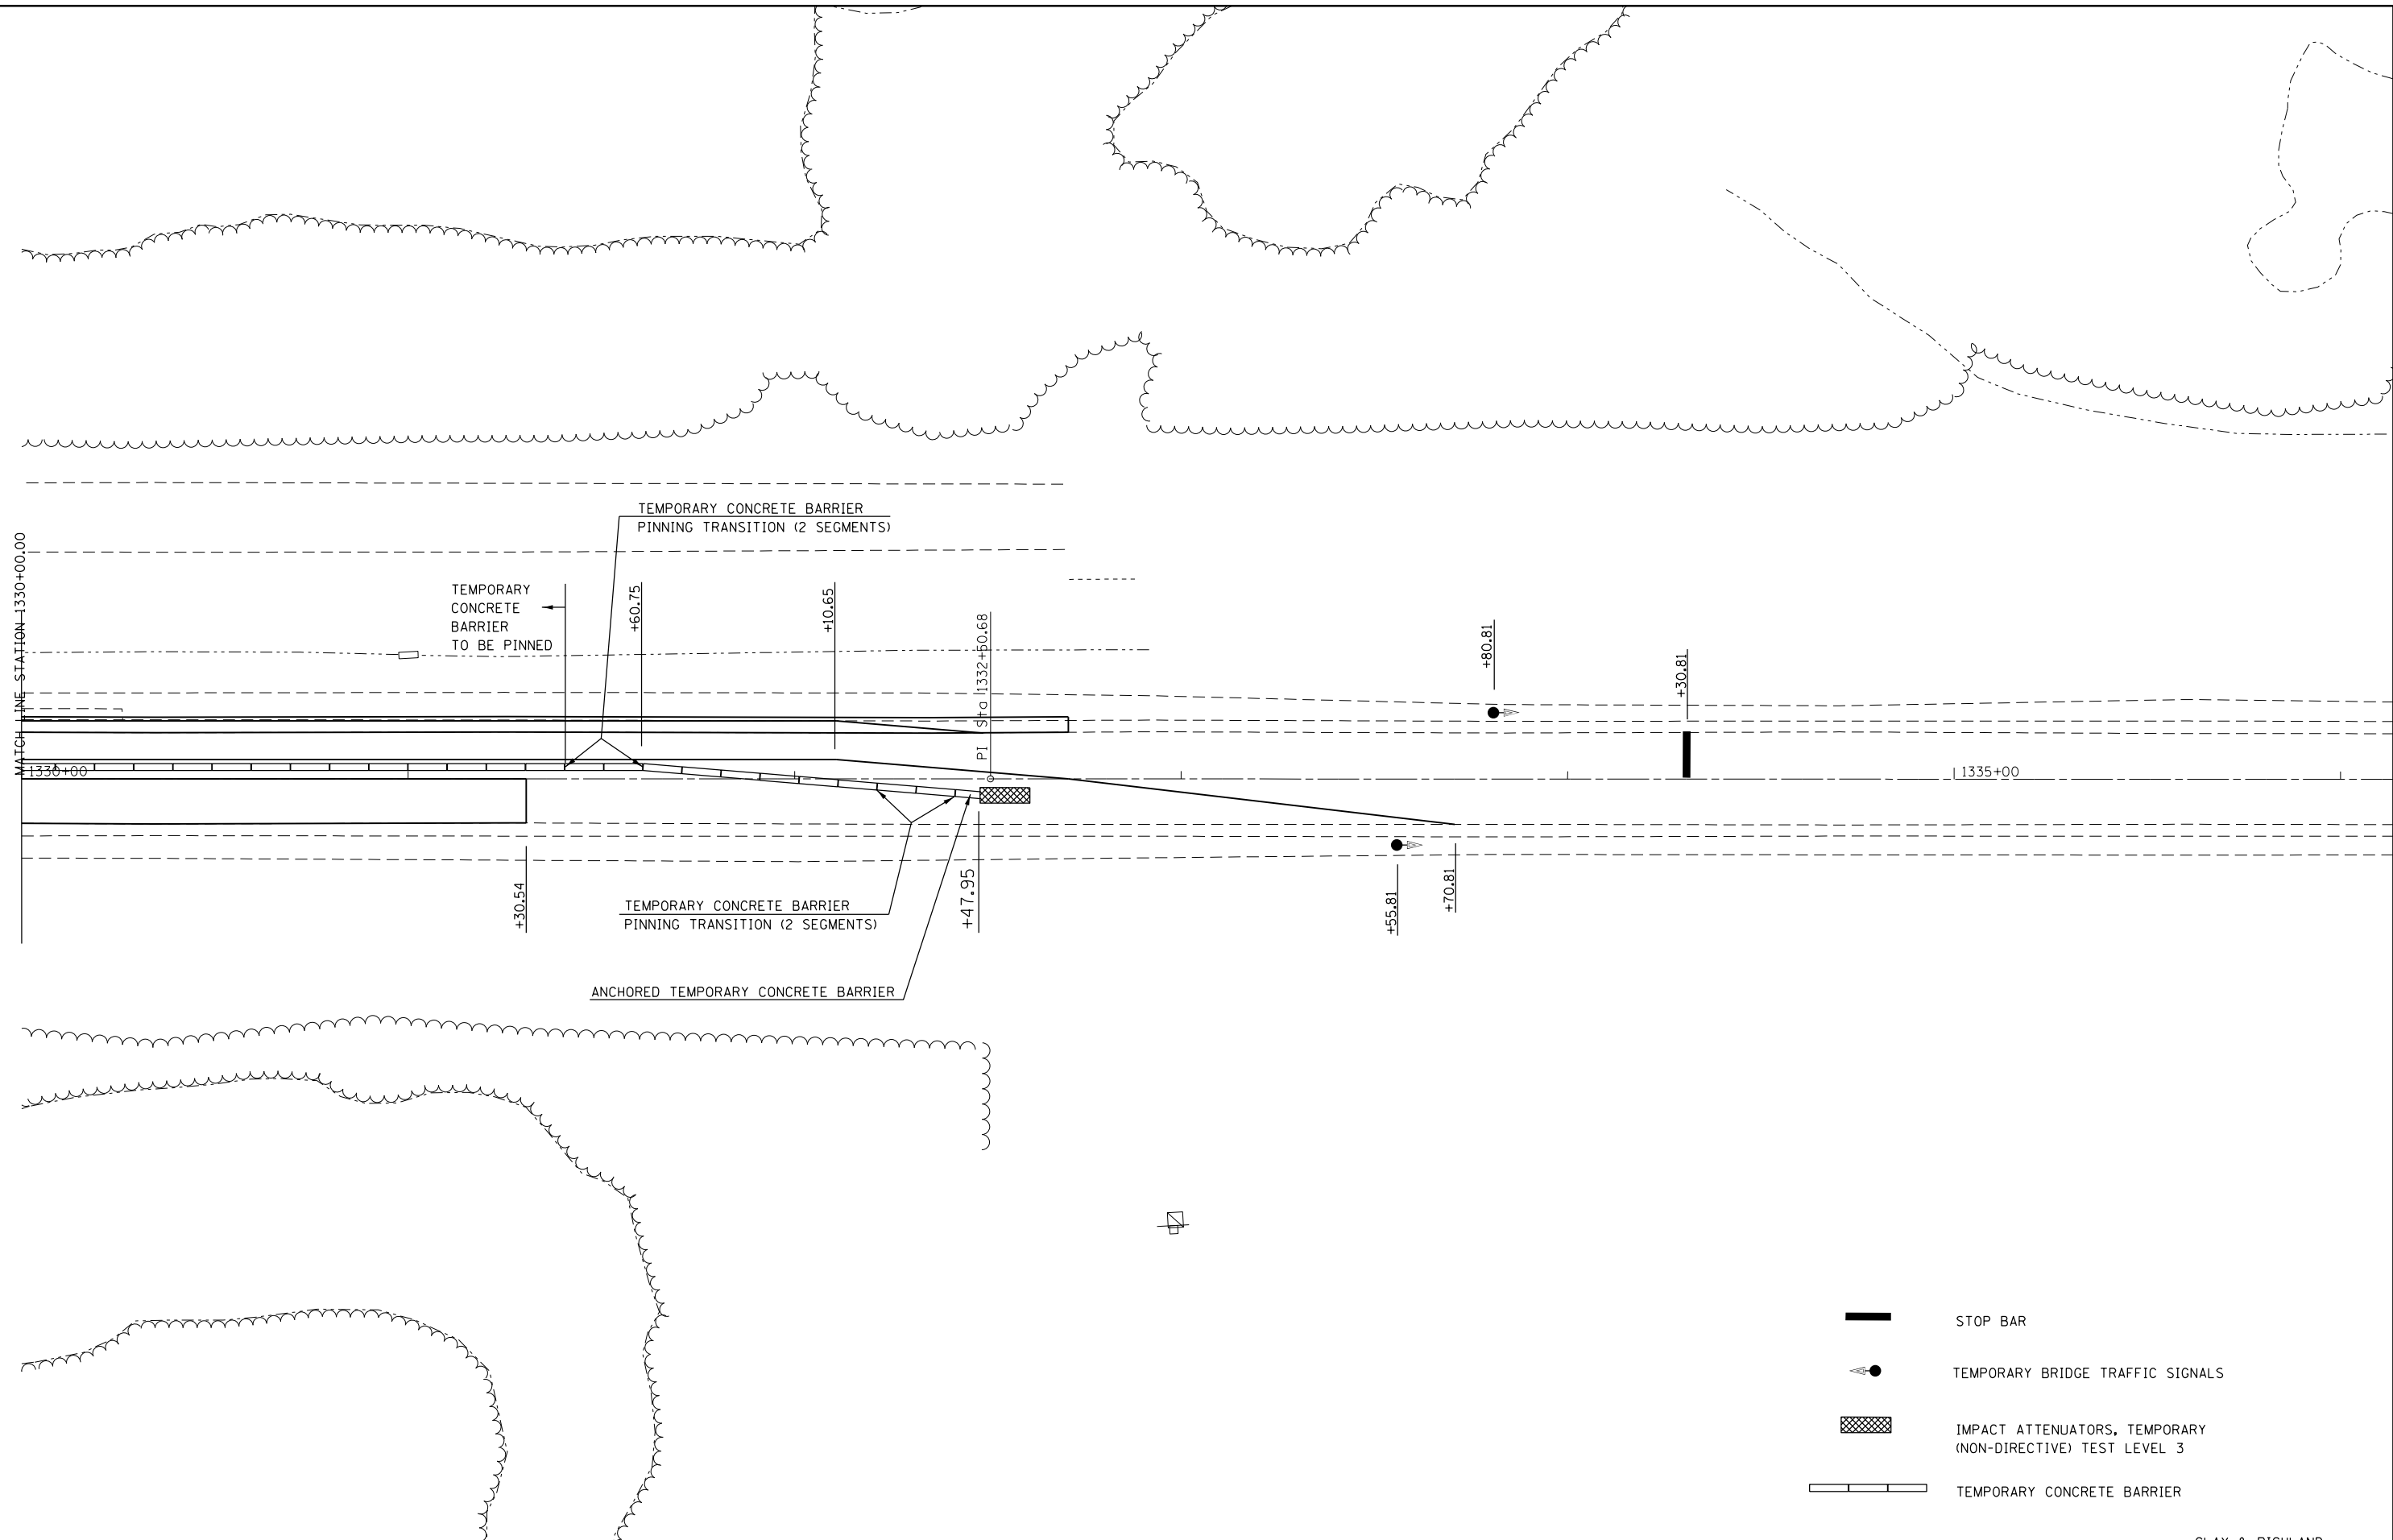 TEMPORARY CONCRETE BARRIER
PINNING TRANSITION (2 SEGMENTS)
MATCH LINE STATION 1330+00.00
TEMPORARY
CONCRETE
BARRIER
TO BE PINNED
+60.75
+10.65
PI Sta 1332+50.68
+80.81
+30.81
1330+00
1335+00
+30.54
TEMPORARY CONCRETE BARRIER
PINNING TRANSITION (2 SEGMENTS)
+47.95
+55.81
+70.81
ANCHORED TEMPORARY CONCRETE BARRIER
STOP BAR
TEMPORARY BRIDGE TRAFFIC SIGNALS
IMPACT ATTENUATORS, TEMPORARY
(NON-DIRECTIVE) TEST LEVEL 3
TEMPORARY CONCRETE BARRIER
CLAY & RICHLAND